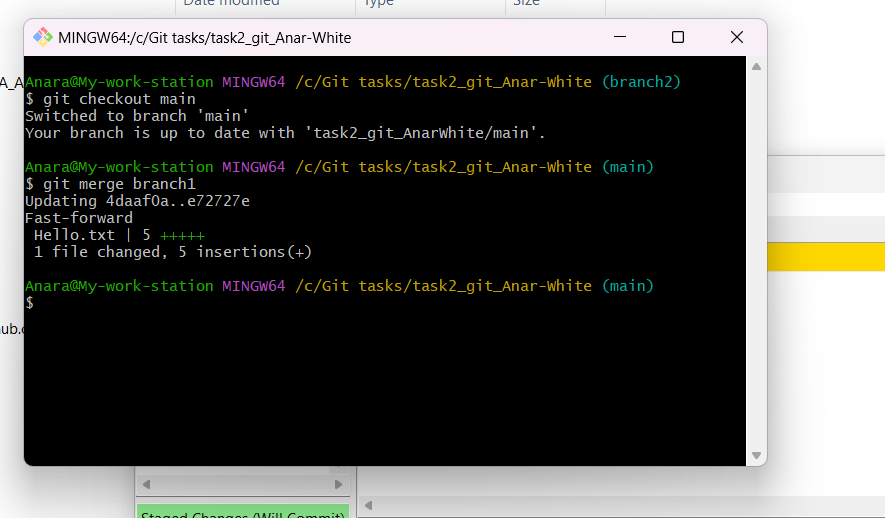 Date modified
Type
Size
MINGW64:/c/Git tasks/task2_git_Anar-White
Anara@My-work-station MINGW64 /c/Git tasks/task2_git_Anar-White (branch2)
$ git checkout main
Switched to branch 'main'
Your branch is up to date with 'task2_git_AnarWhite/main'.
Anara@My-work-station MINGW64 /c/Git tasks/task2_git_Anar-White (main)
$ git merge branch1
Updating 4daaf0a..e72727e
Fast-forward
Hello.txt | 5 +++++
1 file changed, 5 insertions(+)
Anara@My-work-station MINGW64 /c/Git tasks/task2_git_Anar-White (main)
$
Staged Changes (Will Commit)